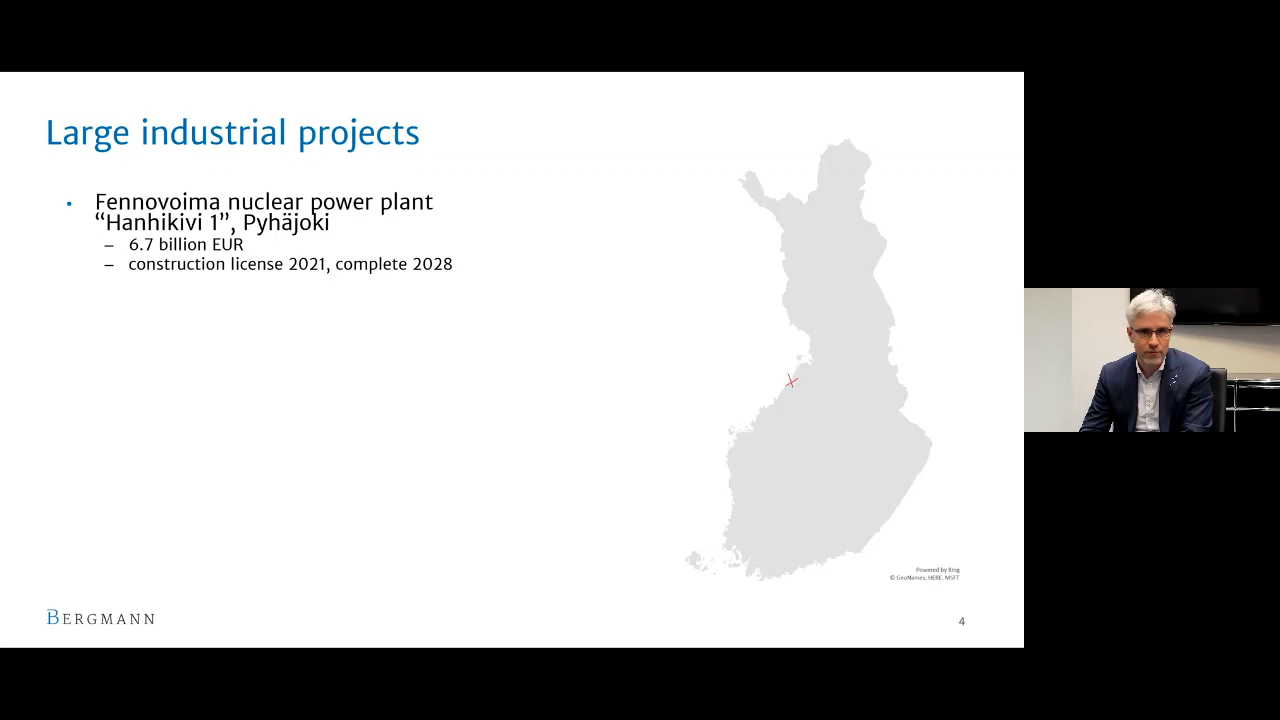 Large industrial projects
• Fennovoima nuclear power plant
“Hanhikivi 1”, Pyhäjoki
– 6.7 billion EUR
– construction license 2021, complete 2028
Powered by Bing
© GeoNames, HERE, MSFT
BERGMANN
4